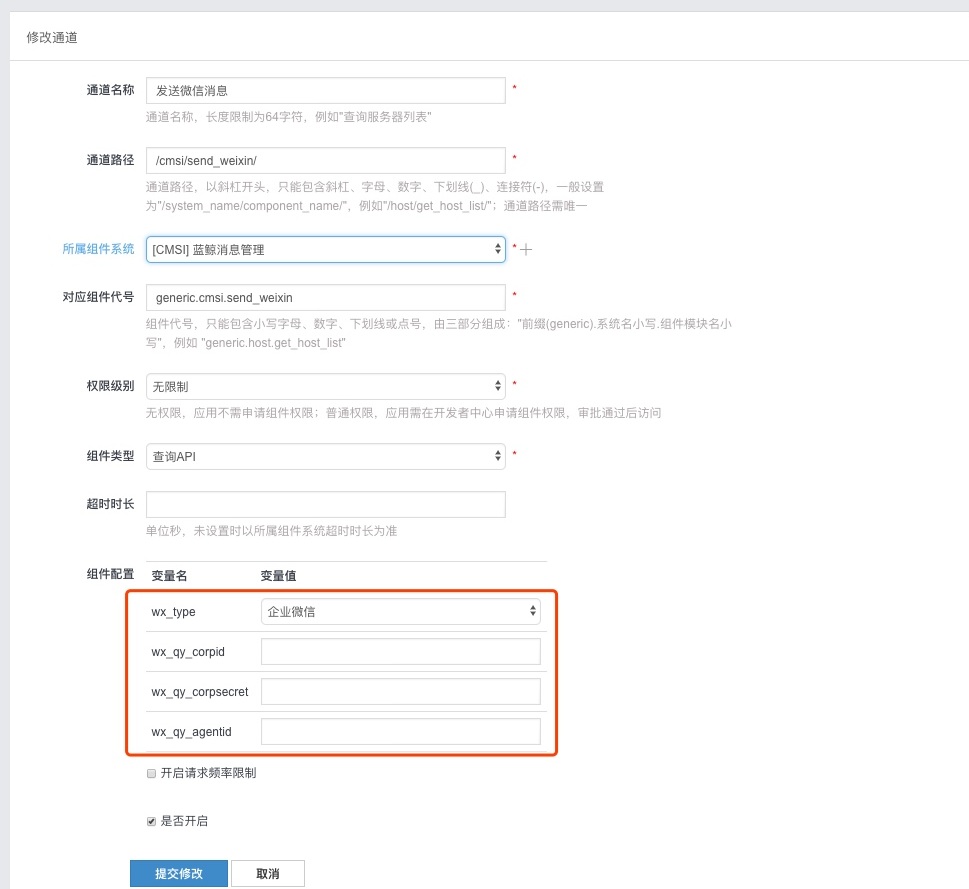 修改通道
通道名称 发送微信消息 *
通道名称，长度限制为64字符，例如"查询服务器列表"
通道路径 /cmsi/send_weixin/ *
通道路径，以斜杠开头，只能包含斜杠、字母、数字、下划线(_)、连接符(-)，一般设置
为"/system_name/component_name/"，例如"/host/get_host_list/"；通道路径需唯一
所属组件系统 [CMSI] 蓝鲸消息管理 * +
对应组件代号 generic.cmsi.send_weixin *
组件代号，只能包含小写字母、数字、下划线或点号，由三部分组成："前缀(generic).系统名小写.组件模块名小
写"，例如 "generic.host.get_host_list"
权限级别 无限制 *
无权限，应用不需申请组件权限；普通权限，应用需在开发者中心申请组件权限，审批通过后访问
组件类型 查询API *
超时时长
单位秒，未设置时以所属组件系统超时时长为准
组件配置 变量名 变量值
wx_type 企业微信
wx_qy_corpid
wx_qy_corpsecret
wx_qy_agentid
开启请求频率限制
是否开启
提交修改 取消